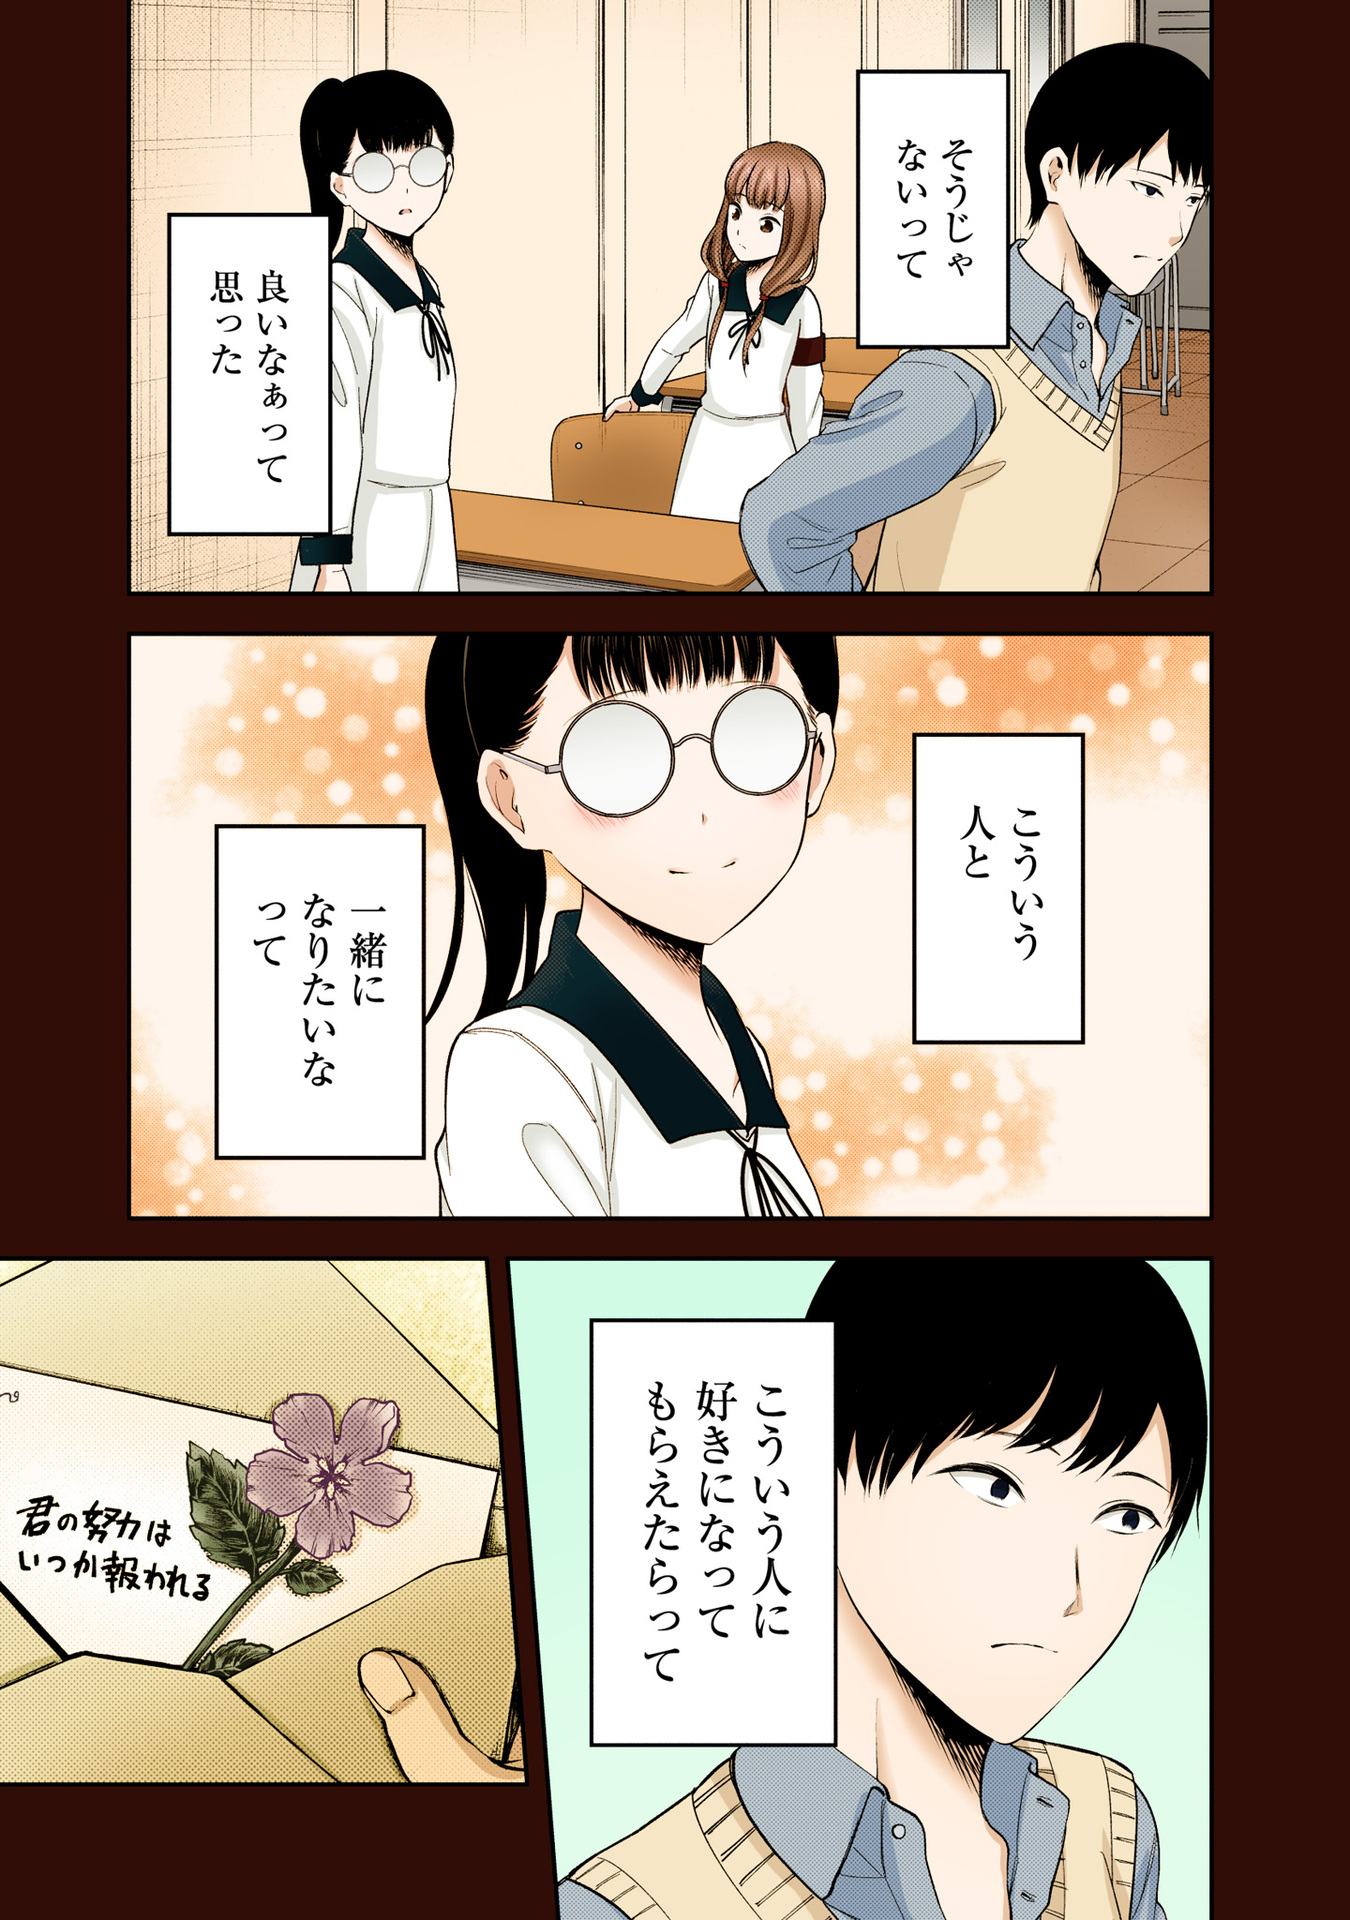 そうじゃ
ないって
良いなぁって
思った
こういう
人と
一緒に
なりたいな
って
こういう人に
好きになって
もらえたらって
君の努力は
いつか報われる